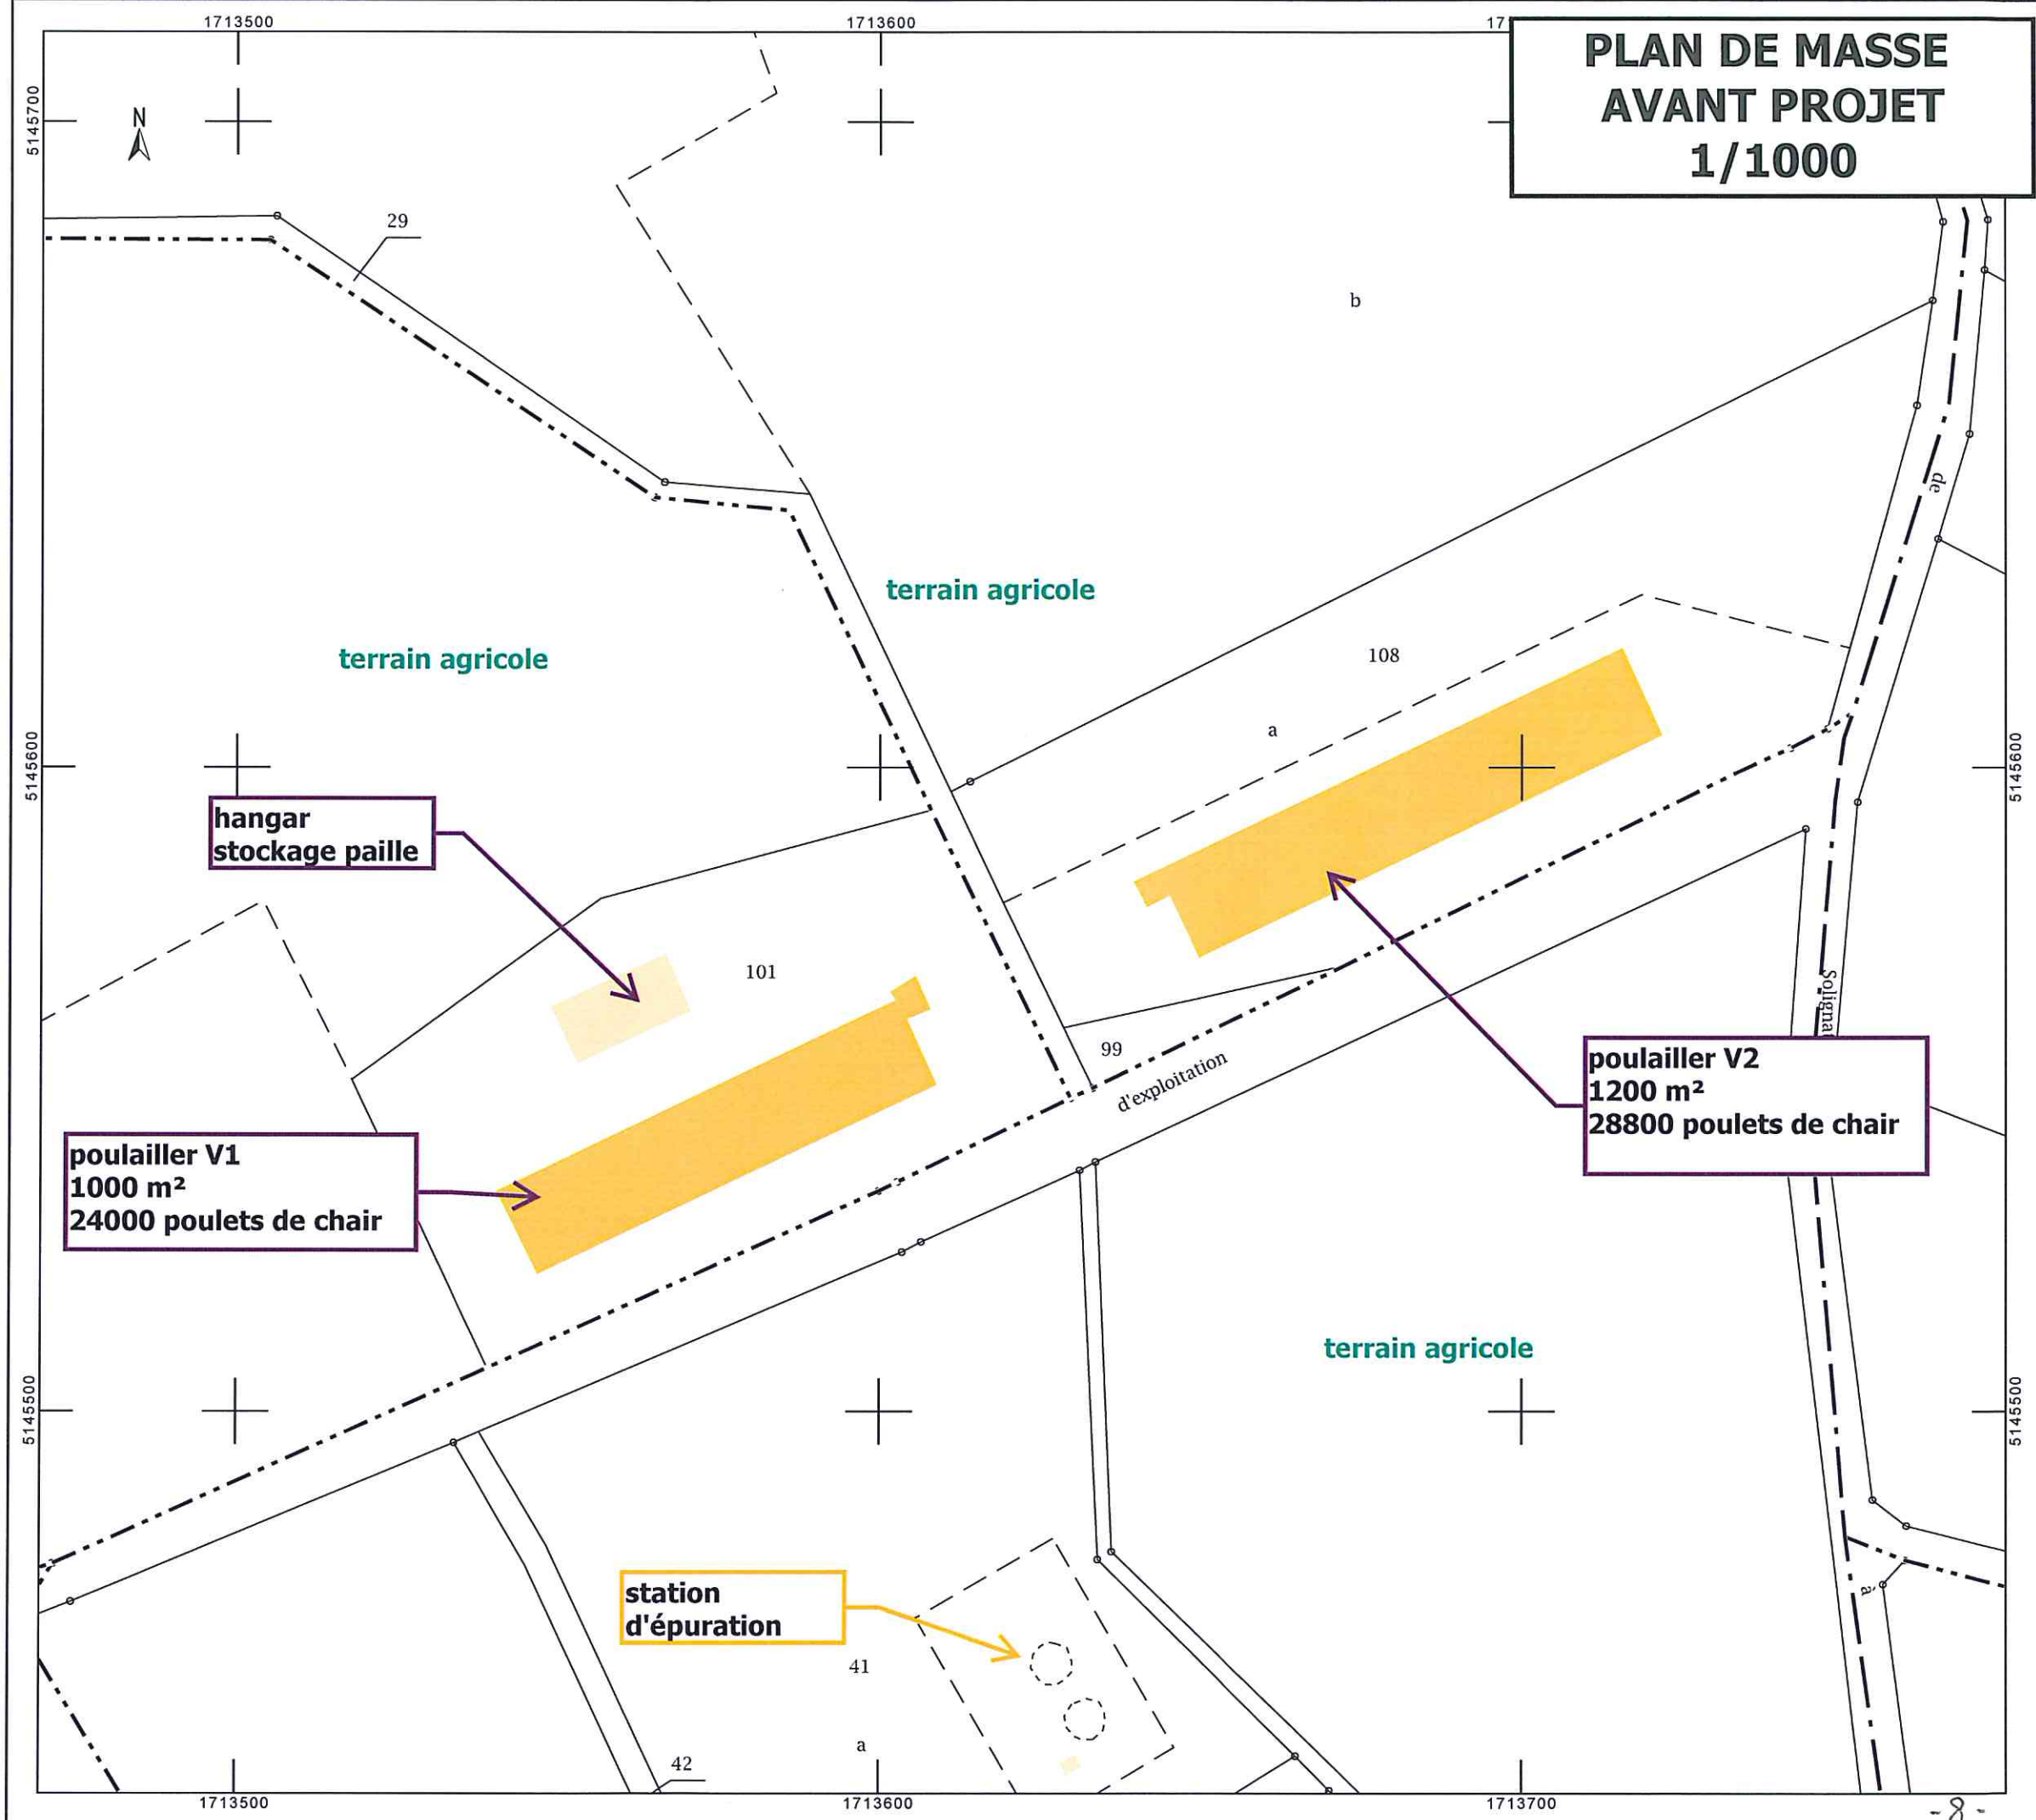 1713500
1713600
17
PLAN DE MASSE
AVANT PROJET
1/1000
5145700
N
29
b
de
terrain agricole
terrain agricole
108
a
5145600
5145600
hangar
stockage paille
101
99
d'exploitation
poulailler V2
1200 m²
28800 poulets de chair
poulailler V1
1000 m²
24000 poulets de chair
terrain agricole
5145500
5145500
station
d'épuration
à
41
a
42
1713500
1713600
1713700
- 8 -